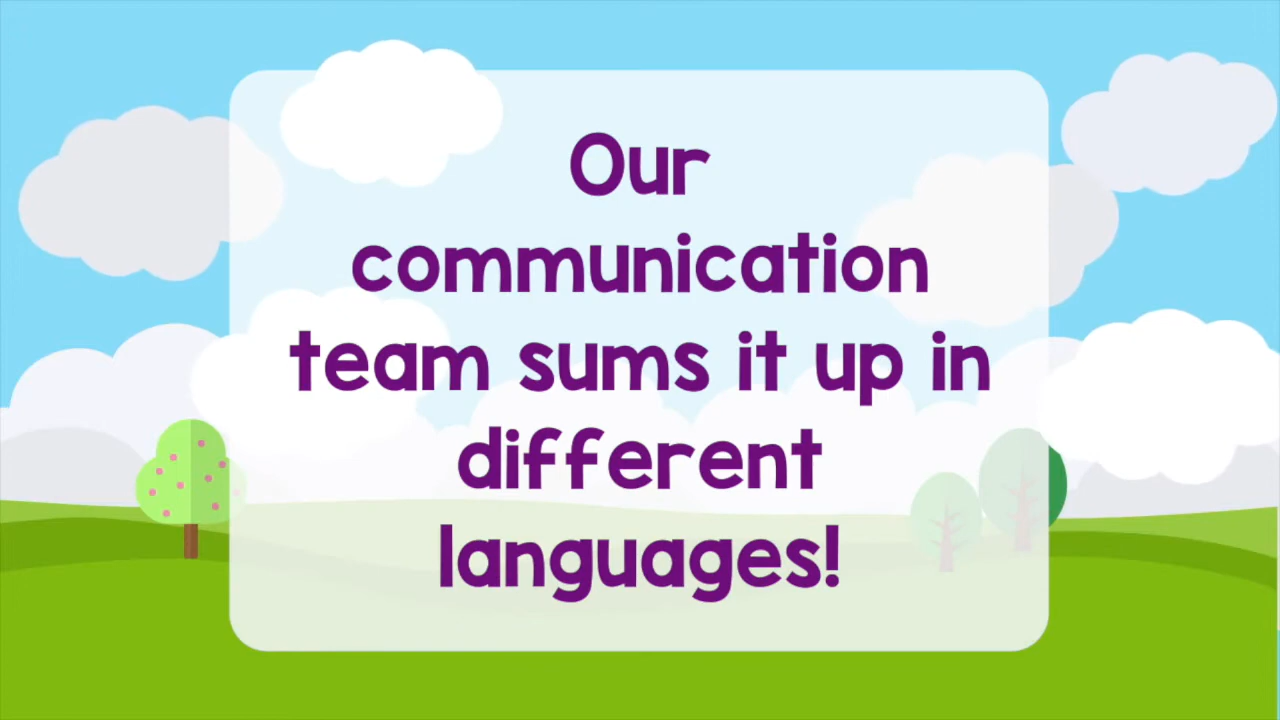 Our
communication
team sums it up in
different
languages!